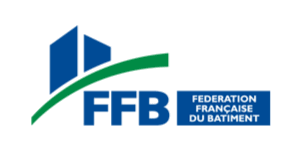 FFB
FEDERATION
FRANÇAISE
DU BATIMENT